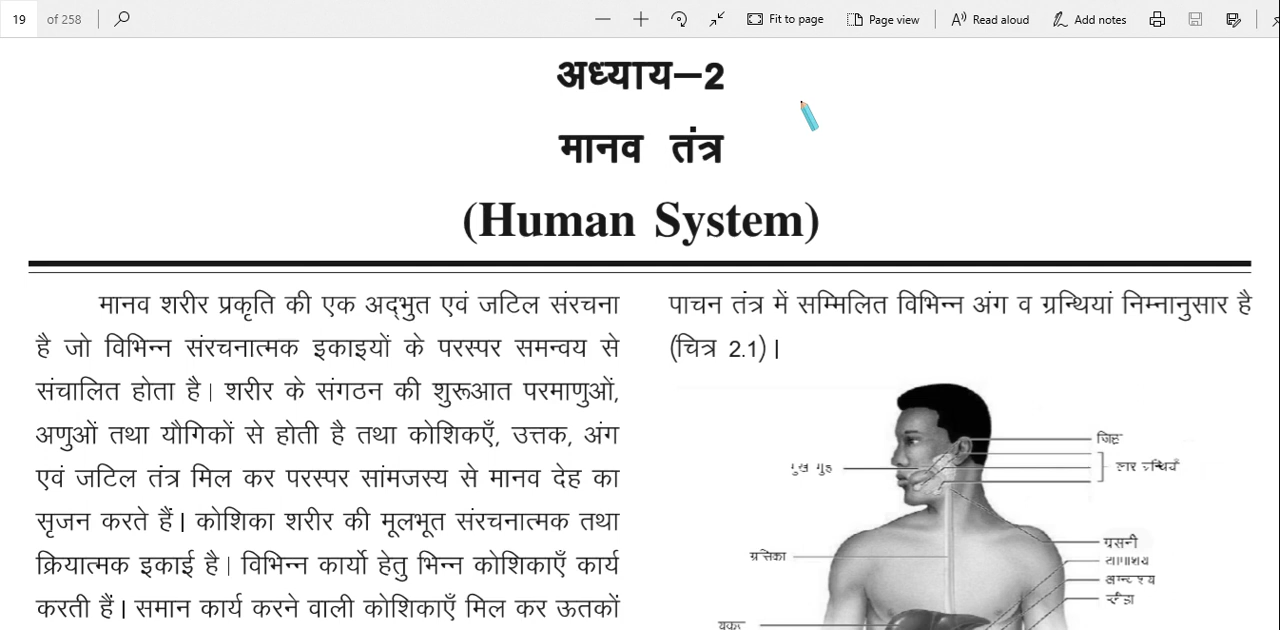 19 of 258 Fit to page Page view Read aloud Add notes
अध्याय–2
मानव तंत्र
(Human System)
मानव शरीर प्रकृति की एक अद्भुत एवं जटिल संरचना
है जो विभिन्न संरचनात्मक इकाइयों के परस्पर समन्वय से
संचालित होता है। शरीर के संगठन की शुरूआत परमाणुओं,
अणुओं तथा यौगिकों से होती है तथा कोशिकएँ, उत्तक, अंग
एवं जटिल तंत्र मिल कर परस्पर सांमजस्य से मानव देह का
सृजन करते हैं। कोशिका शरीर की मूलभूत संरचनात्मक तथा
क्रियात्मक इकाई है। विभिन्न कार्यो हेतु भिन्न कोशिकाएँ कार्य
करती हैं। समान कार्य करने वाली कोशिकाएँ मिल कर ऊतकों
पाचन तंत्र में सम्मिलित विभिन्न अंग व ग्रन्थियां निम्नानुसार है
(चित्र 2.1)।
ग्रसनी